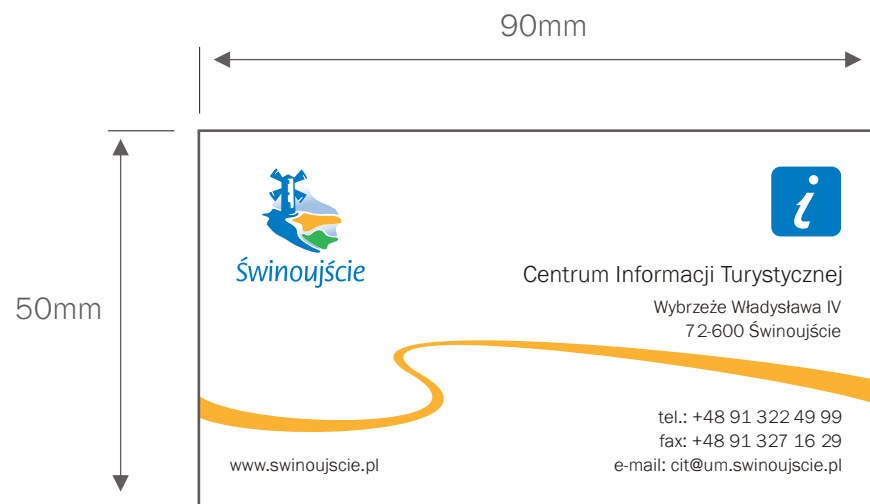 90mm
50mm
Świnoujście
i
Centrum Informacji Turystycznej
Wybrzeże Władysława IV
72-600 Świnoujście
tel.: +48 91 322 49 99
fax: +48 91 327 16 29
www.swinoujscie.pl
e-mail: cit@um.swinoujscie.pl